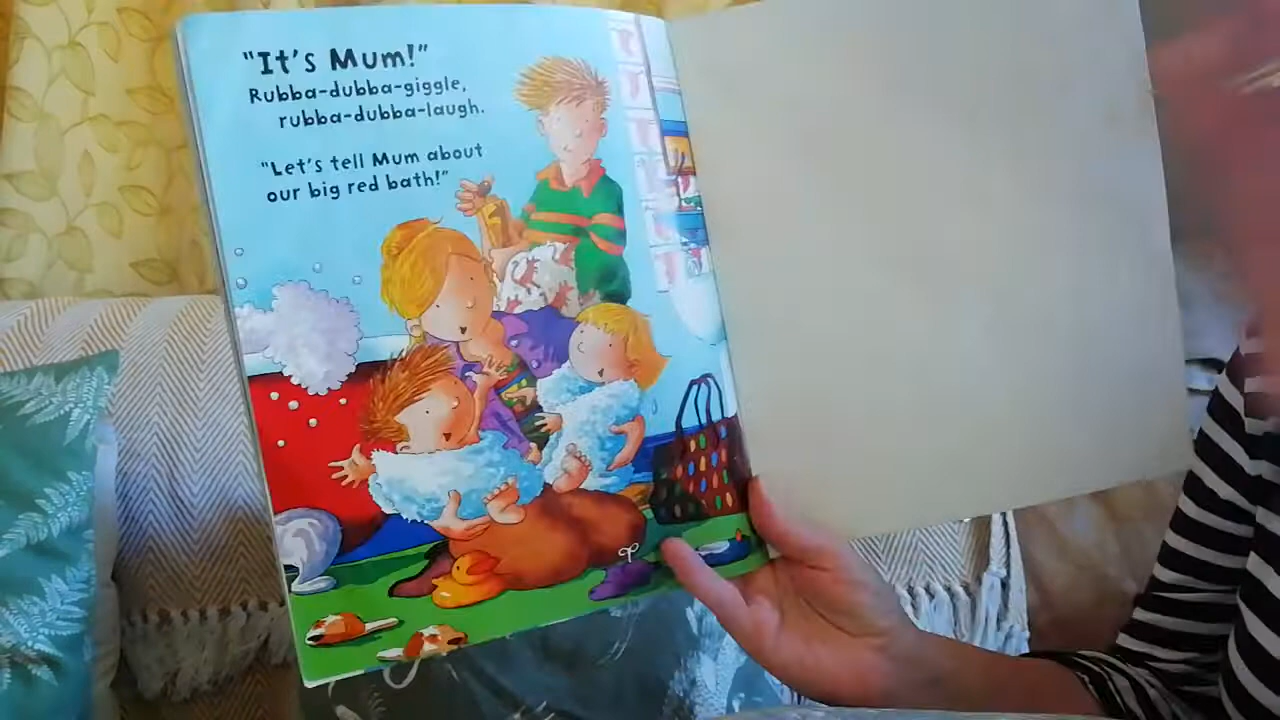 "It's Mum!"
Rubba-dubba-giggle,
rubba-dubba-laugh.
"Let's tell Mum about
our big red bath!"